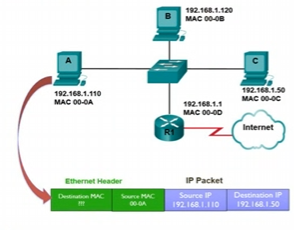 192.168.1.120
MAC 00-0B
B
A
C
192.168.1.110
MAC 00-0A
192.168.1.50
MAC 00-0C
192.168.1.1
MAC 00-0D
R1
Internet
Ethernet Header
IP Packet
Destination MAC
???
Source MAC
00-0A
Source IP
192.168.1.110
Destination IP
192.168.1.50